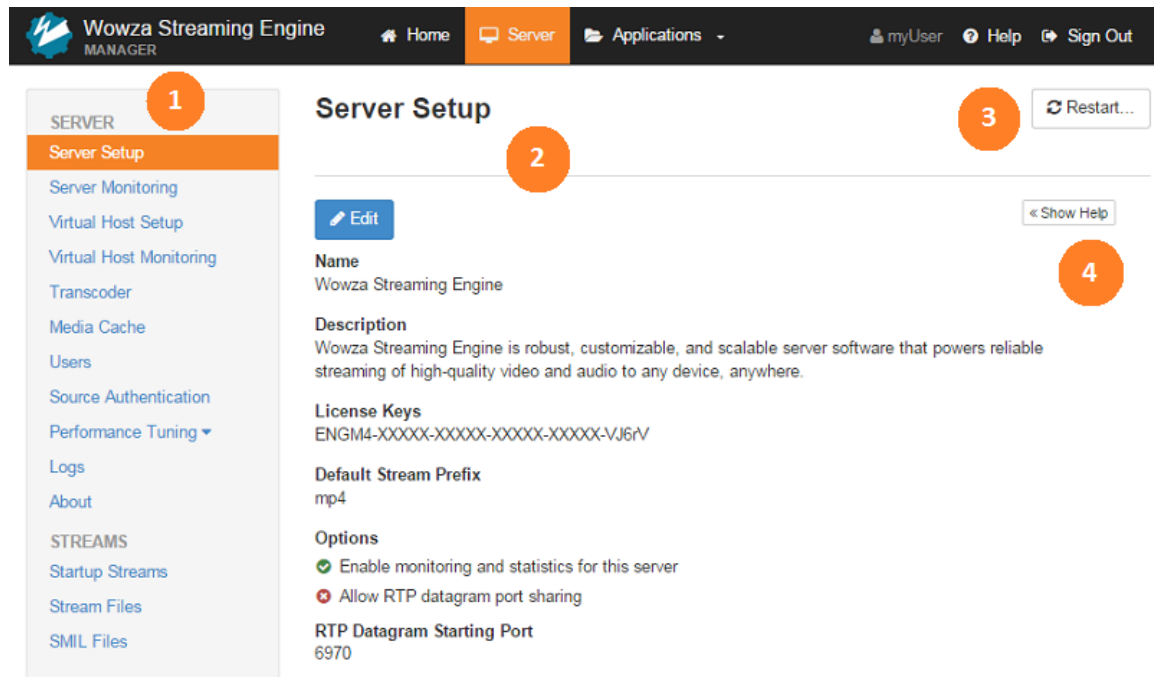 Wowza Streaming Engine
MANAGER
Home
Server
Applications
myUser
Help
Sign Out
1
SERVER
Server Setup
Server Monitoring
Virtual Host Setup
Virtual Host Monitoring
Transcoder
Media Cache
Users
Source Authentication
Performance Tuning
Logs
About
STREAMS
Startup Streams
Stream Files
SMIL Files
Server Setup
2
3
Restart...
Edit
« Show Help
4
Name
Wowza Streaming Engine
Description
Wowza Streaming Engine is robust, customizable, and scalable server software that powers reliable
streaming of high-quality video and audio to any device, anywhere.
License Keys
ENGM4-XXXXX-XXXXX-XXXXX-XXXXX-VJ6rV
Default Stream Prefix
mp4
Options
Enable monitoring and statistics for this server
Allow RTP datagram port sharing
RTP Datagram Starting Port
6970